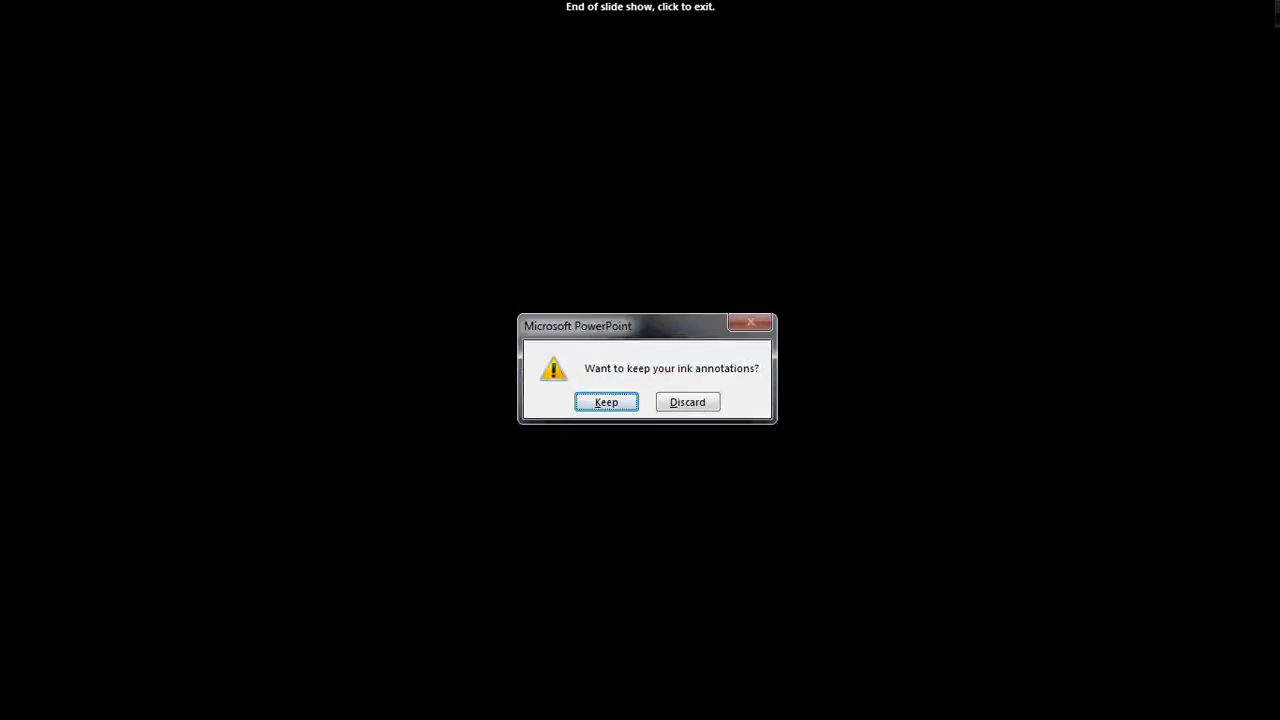 End of slide show, click to exit.
Microsoft PowerPoint
Want to keep your ink annotations?
Keep
Discard